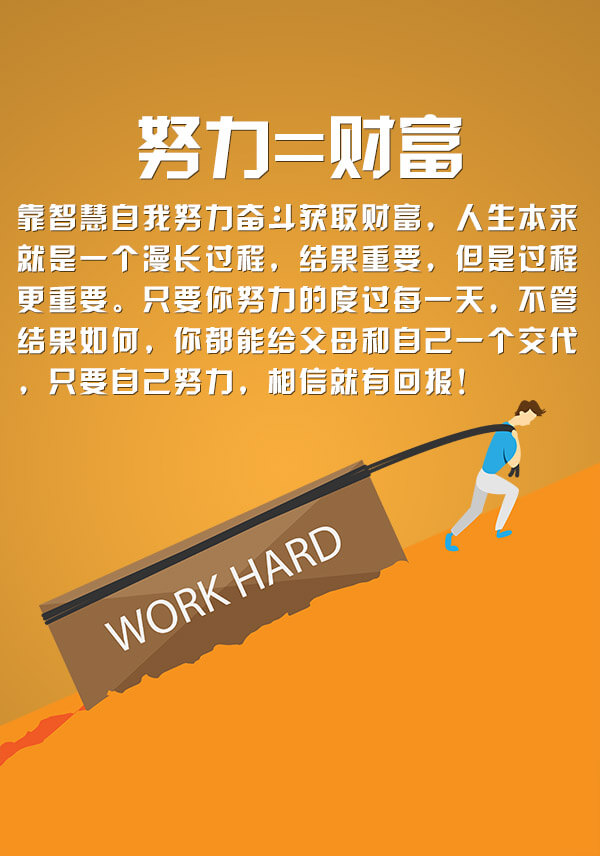 努力=财富
靠智慧自我努力奋斗获取财富，人生本来
就是一个漫长过程，结果重要，但是过程
更重要。只要你努力的度过每一天，不管
结果如何，你都能给父母和自己一个交代
，只要自己努力，相信就有回报！
WORK HARD